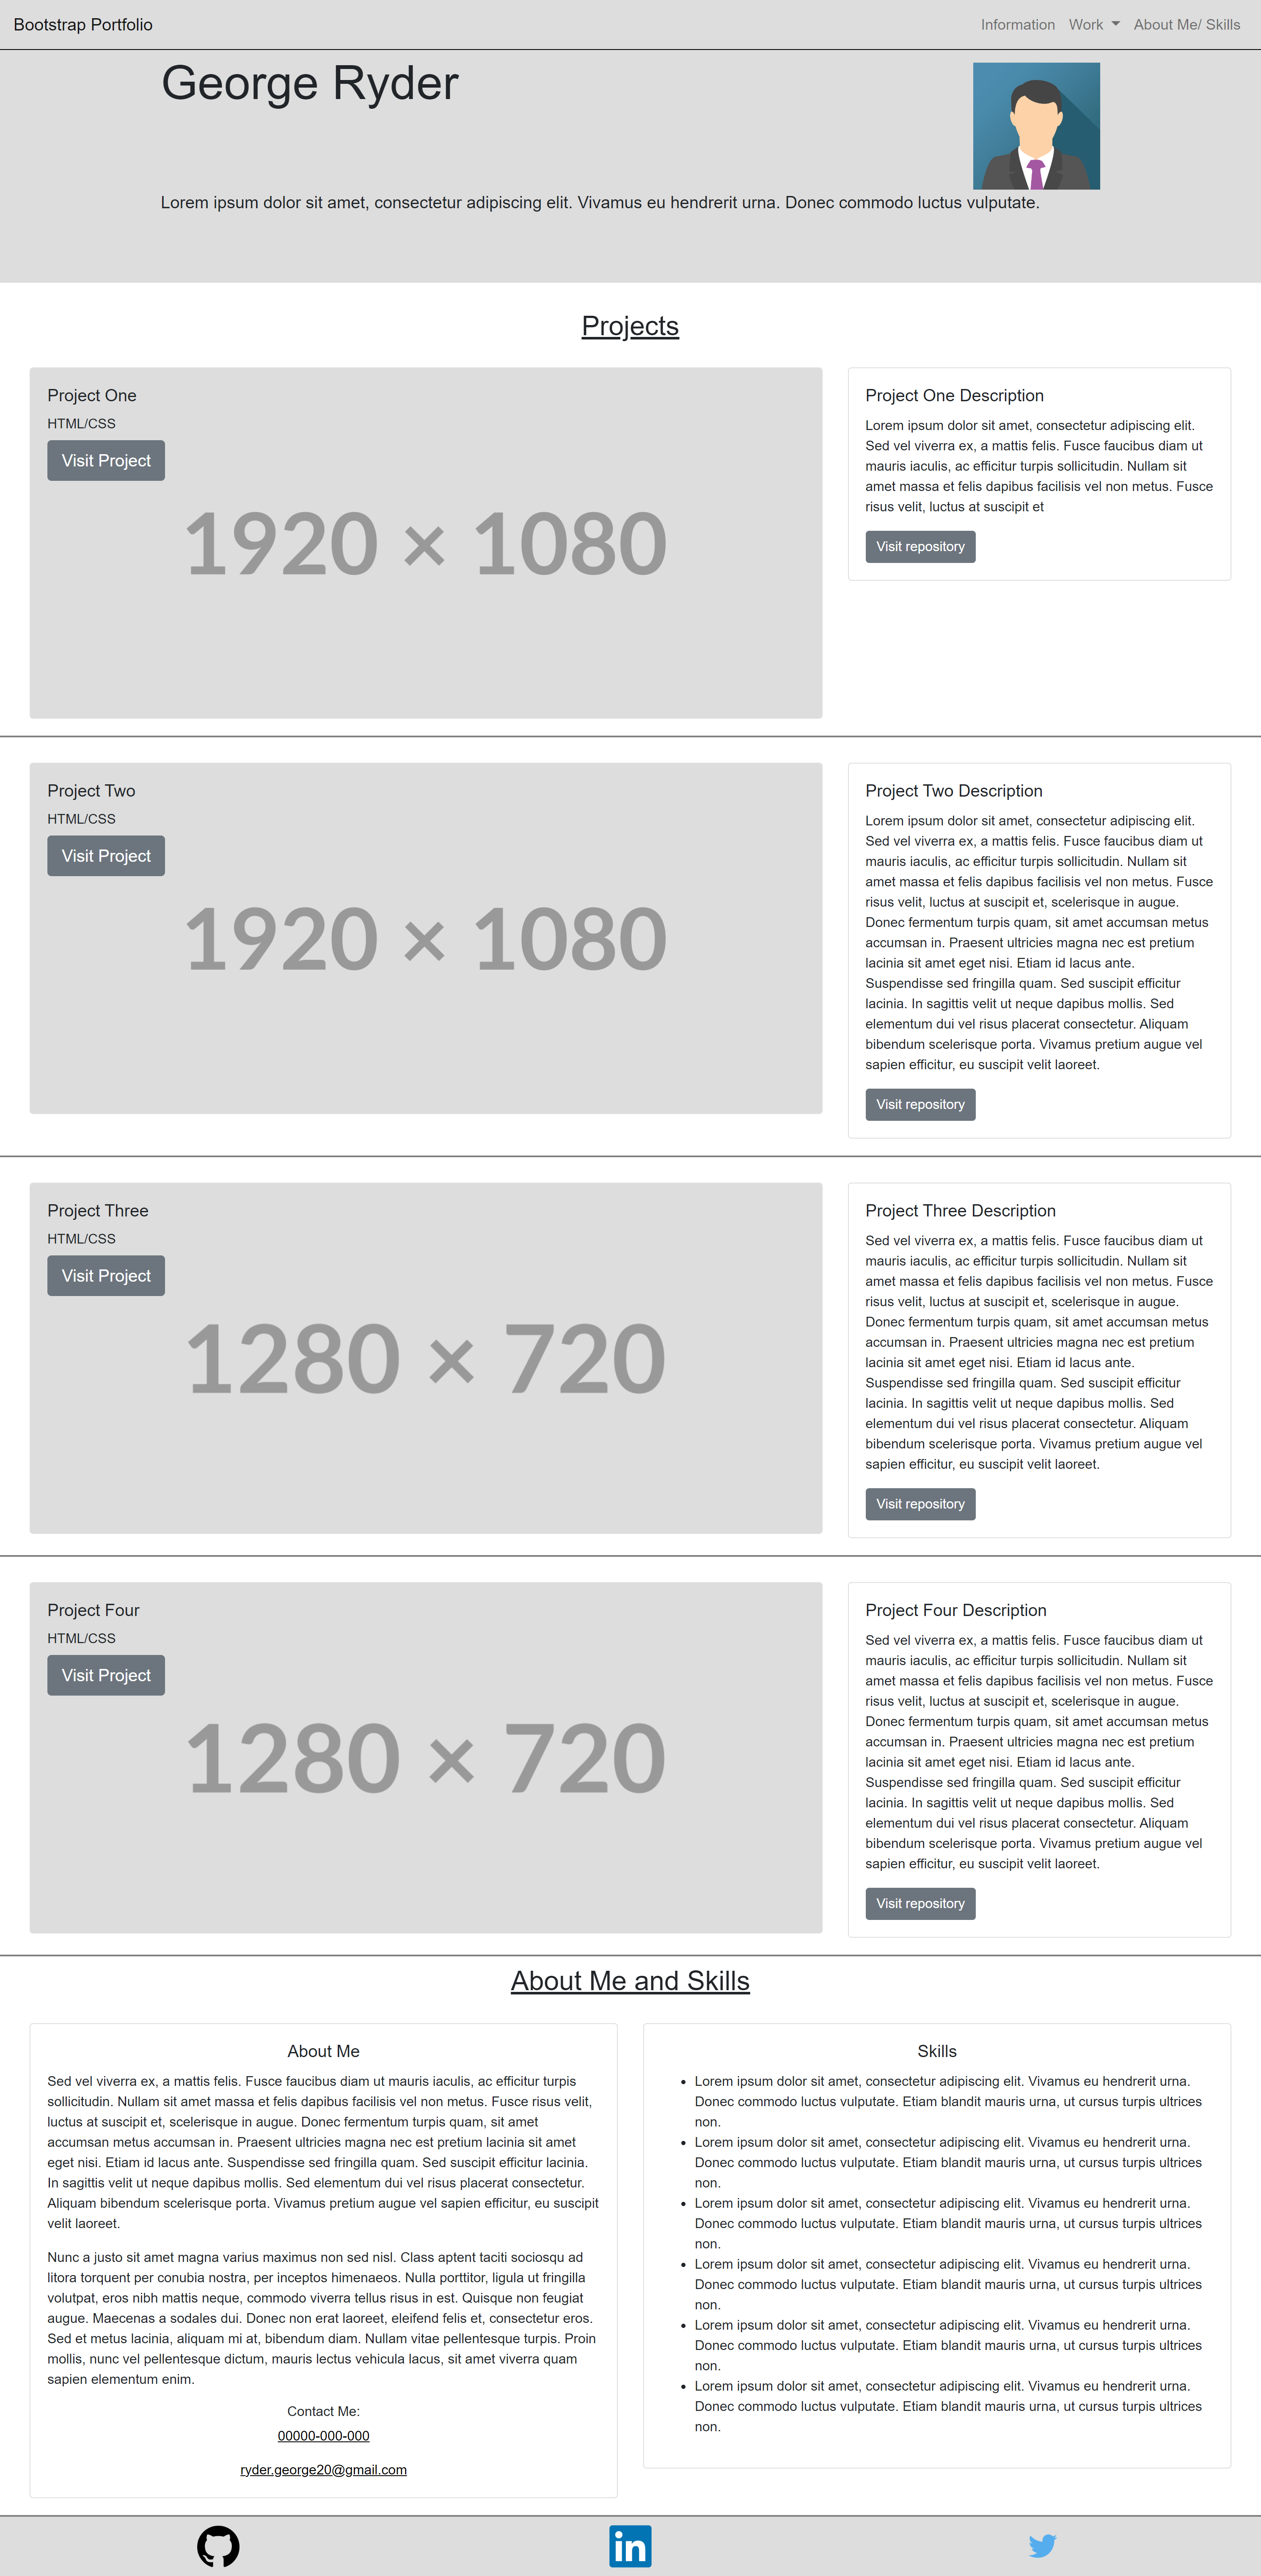 Bootstrap Portfolio
Information Work About Me/ Skills
George Ryder
Lorem ipsum dolor sit amet, consectetur adipiscing elit. Vivamus eu hendrerit urna. Donec commodo luctus vulputate.
Projects
Project One
HTML/CSS
Visit Project
1920 × 1080
Project One Description
Lorem ipsum dolor sit amet, consectetur adipiscing elit.
Sed vel viverra ex, a mattis felis. Fusce faucibus diam ut
mauris iaculis, ac efficitur turpis sollicitudin. Nullam sit
amet massa et felis dapibus facilisis vel non metus. Fusce
risus velit, luctus at suscipit et
Visit repository
Project Two
HTML/CSS
Visit Project
1920 × 1080
Project Two Description
Lorem ipsum dolor sit amet, consectetur adipiscing elit.
Sed vel viverra ex, a mattis felis. Fusce faucibus diam ut
mauris iaculis, ac efficitur turpis sollicitudin. Nullam sit
amet massa et felis dapibus facilisis vel non metus. Fusce
risus velit, luctus at suscipit et, scelerisque in augue.
Donec fermentum turpis quam, sit amet accumsan metus
accumsan in. Praesent ultricies magna nec est pretium
lacinia sit amet eget nisi. Etiam id lacus ante.
Suspendisse sed fringilla quam. Sed suscipit efficitur
lacinia. In sagittis velit ut neque dapibus mollis. Sed
elementum dui vel risus placerat consectetur. Aliquam
bibendum scelerisque porta. Vivamus pretium augue vel
sapien efficitur, eu suscipit velit laoreet.
Visit repository
Project Three
HTML/CSS
Visit Project
1280 × 720
Project Three Description
Sed vel viverra ex, a mattis felis. Fusce faucibus diam ut
mauris iaculis, ac efficitur turpis sollicitudin. Nullam sit
amet massa et felis dapibus facilisis vel non metus. Fusce
risus velit, luctus at suscipit et, scelerisque in augue.
Donec fermentum turpis quam, sit amet accumsan metus
accumsan in. Praesent ultricies magna nec est pretium
lacinia sit amet eget nisi. Etiam id lacus ante.
Suspendisse sed fringilla quam. Sed suscipit efficitur
lacinia. In sagittis velit ut neque dapibus mollis. Sed
elementum dui vel risus placerat consectetur. Aliquam
bibendum scelerisque porta. Vivamus pretium augue vel
sapien efficitur, eu suscipit velit laoreet.
Visit repository
Project Four
HTML/CSS
Visit Project
1280 × 720
Project Four Description
Sed vel viverra ex, a mattis felis. Fusce faucibus diam ut
mauris iaculis, ac efficitur turpis sollicitudin. Nullam sit
amet massa et felis dapibus facilisis vel non metus. Fusce
risus velit, luctus at suscipit et, scelerisque in augue.
Donec fermentum turpis quam, sit amet accumsan metus
accumsan in. Praesent ultricies magna nec est pretium
lacinia sit amet eget nisi. Etiam id lacus ante.
Suspendisse sed fringilla quam. Sed suscipit efficitur
lacinia. In sagittis velit ut neque dapibus mollis. Sed
elementum dui vel risus placerat consectetur. Aliquam
bibendum scelerisque porta. Vivamus pretium augue vel
sapien efficitur, eu suscipit velit laoreet.
Visit repository
About Me and Skills
About Me
Sed vel viverra ex, a mattis felis. Fusce faucibus diam ut mauris iaculis, ac efficitur turpis
sollicitudin. Nullam sit amet massa et felis dapibus facilisis vel non metus. Fusce risus velit,
luctus at suscipit et, scelerisque in augue. Donec fermentum turpis quam, sit amet
accumsan metus accumsan in. Praesent ultricies magna nec est pretium lacinia sit amet
eget nisi. Etiam id lacus ante. Suspendisse sed fringilla quam. Sed suscipit efficitur lacinia.
In sagittis velit ut neque dapibus mollis. Sed elementum dui vel risus placerat consectetur.
Aliquam bibendum scelerisque porta. Vivamus pretium augue vel sapien efficitur, eu suscipit
velit laoreet.
Nunc a justo sit amet magna varius maximus non sed nisl. Class aptent taciti sociosqu ad
litora torquent per conubia nostra, per inceptos himenaeos. Nulla porttitor, ligula ut fringilla
volutpat, eros nibh mattis neque, commodo viverra tellus risus in est. Quisque non feugiat
augue. Maecenas a sodales dui. Donec non erat laoreet, eleifend felis et, consectetur eros.
Sed et metus lacinia, aliquam mi at, bibendum diam. Nullam vitae pellentesque turpis. Proin
mollis, nunc vel pellentesque dictum, mauris lectus vehicula lacus, sit amet viverra quam
sapien elementum enim.
Contact Me:
00000-000-000
ryder.george20@gmail.com
Skills
• Lorem ipsum dolor sit amet, consectetur adipiscing elit. Vivamus eu hendrerit urna.
Donec commodo luctus vulputate. Etiam blandit mauris urna, ut cursus turpis ultrices
non.
• Lorem ipsum dolor sit amet, consectetur adipiscing elit. Vivamus eu hendrerit urna.
Donec commodo luctus vulputate. Etiam blandit mauris urna, ut cursus turpis ultrices
non.
• Lorem ipsum dolor sit amet, consectetur adipiscing elit. Vivamus eu hendrerit urna.
Donec commodo luctus vulputate. Etiam blandit mauris urna, ut cursus turpis ultrices
non.
• Lorem ipsum dolor sit amet, consectetur adipiscing elit. Vivamus eu hendrerit urna.
Donec commodo luctus vulputate. Etiam blandit mauris urna, ut cursus turpis ultrices
non.
• Lorem ipsum dolor sit amet, consectetur adipiscing elit. Vivamus eu hendrerit urna.
Donec commodo luctus vulputate. Etiam blandit mauris urna, ut cursus turpis ultrices
non.
• Lorem ipsum dolor sit amet, consectetur adipiscing elit. Vivamus eu hendrerit urna.
Donec commodo luctus vulputate. Etiam blandit mauris urna, ut cursus turpis ultrices
non.
in